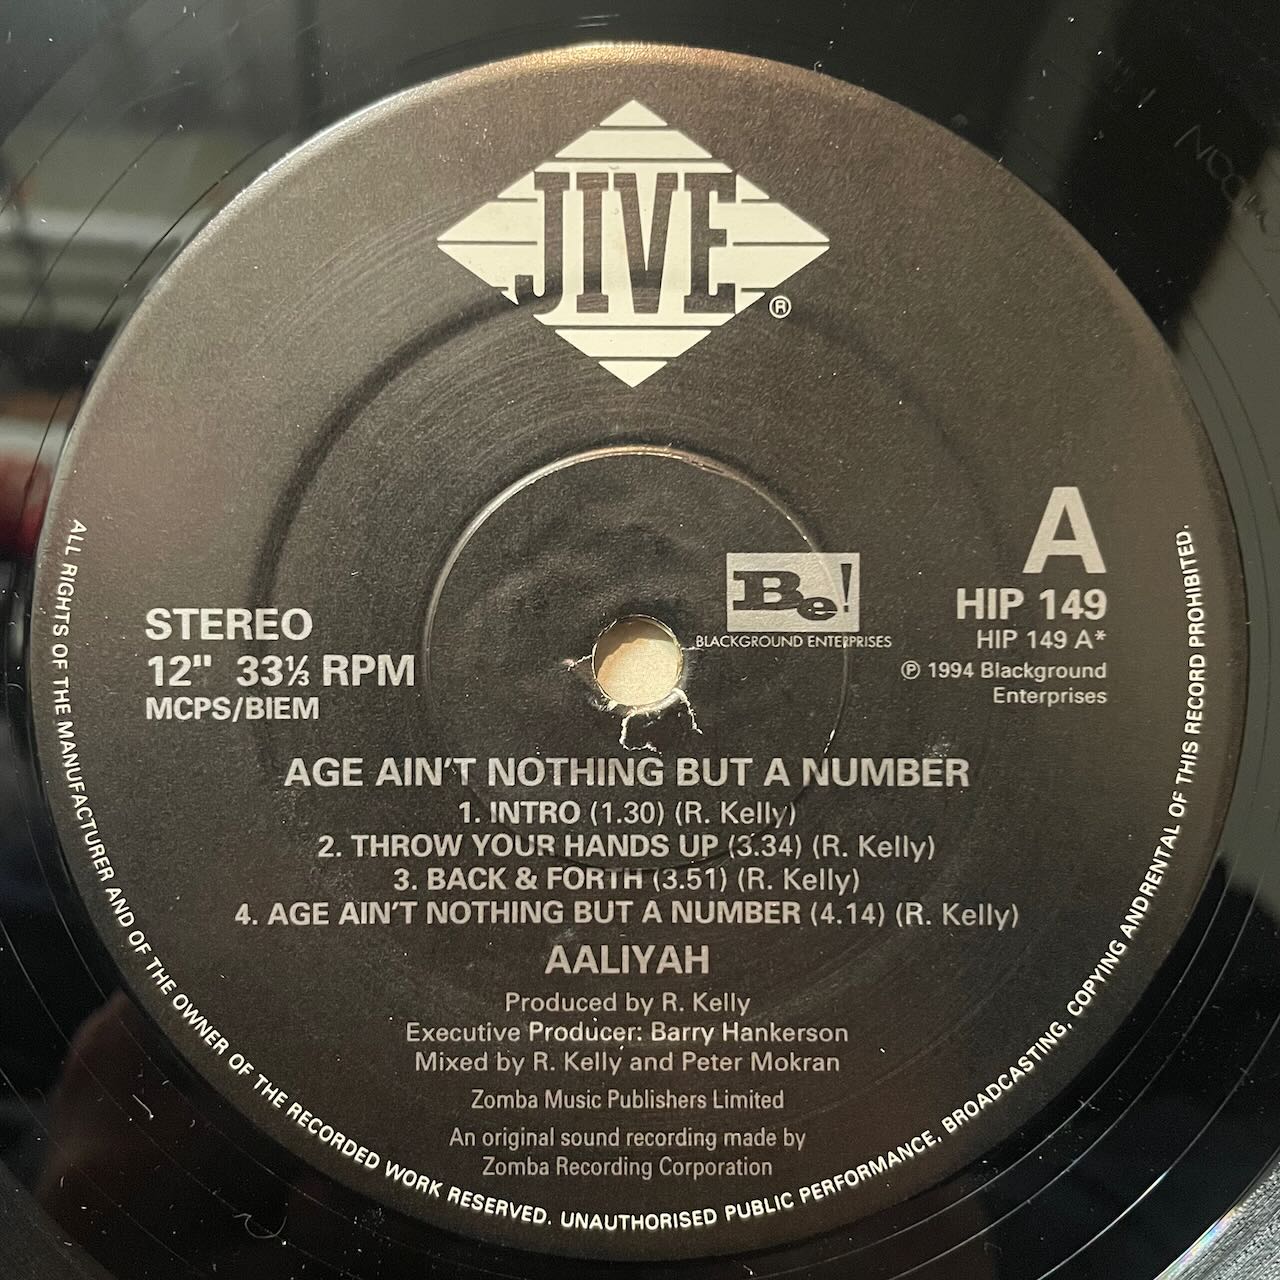 JIVE
®
A
Be!
BLACKGROUND ENTERPRISES
HIP 149
HIP 149 A*
℗ 1994 Blackground
Enterprises
STEREO
12" 33⅓ RPM
MCPS/BIEM
AGE AIN'T NOTHING BUT A NUMBER
1. INTRO (1.30) (R. Kelly)
2. THROW YOUR HANDS UP (3.34) (R. Kelly)
3. BACK & FORTH (3.51) (R. Kelly)
4. AGE AIN'T NOTHING BUT A NUMBER (4.14) (R. Kelly)
AALIYAH
Produced by R. Kelly
Executive Producer: Barry Hankerson
Mixed by R. Kelly and Peter Mokran
Zomba Music Publishers Limited
An original sound recording made by
Zomba Recording Corporation
ALL RIGHTS OF THE MANUFACTURER AND OF THE OWNER OF THE RECORDED WORK RESERVED. UNAUTHORISED PUBLIC PERFORMANCE, BROADCASTING, COPYING ANDRENTAL OF THIS RECORD PROHIBITED.